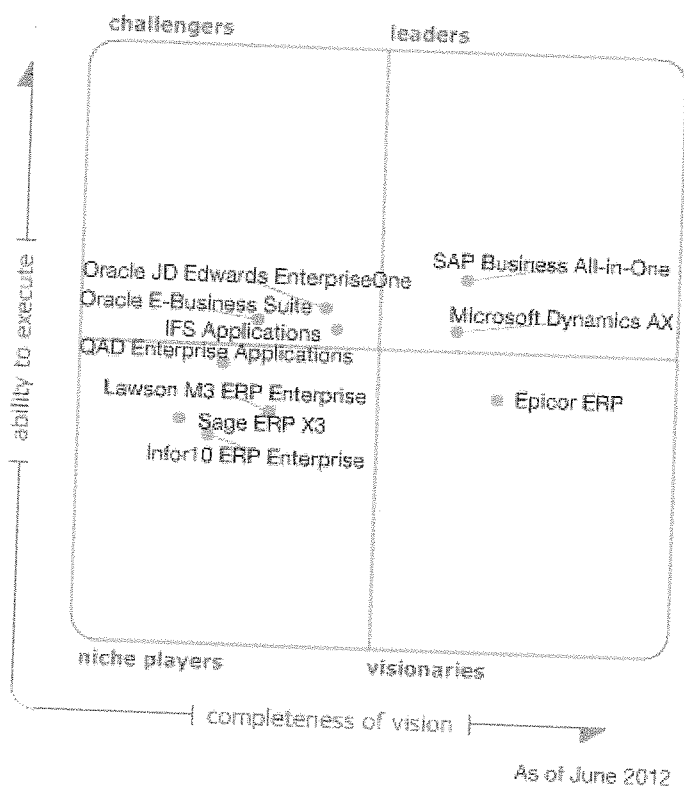 challengers
leaders
ability to execute
Oracle JD Edwards EnterpriseOne
Oracle E-Business Suite
IFS Applications
QAD Enterprise Applications
Lawson M3 ERP Enterprise
Sage ERP X3
Infor10 ERP Enterprise
SAP Business All-in-One
Microsoft Dynamics AX
Epicor ERP
niche players
visionaries
completeness of vision
As of June 2012